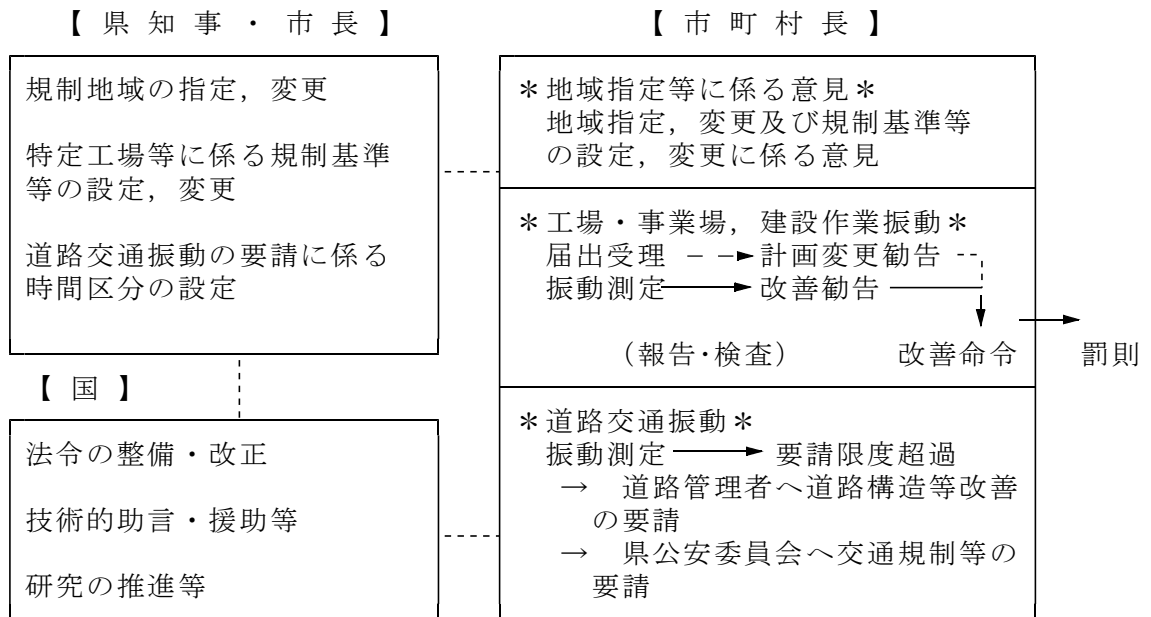 【県知事・市長】
規制地域の指定，変更
特定工場等に係る規制基準
等の設定，変更
道路交通振動の要請に係る
時間区分の設定
【国】
法令の整備・改正
技術的助言・援助等
研究の推進等
【市町村長】
＊地域指定等に係る意見＊
地域指定，変更及び規制基準等
の設定，変更に係る意見
＊工場・事業場，建設作業振動＊
届出受理 計画変更勧告
振動測定 改善勧告
（報告・検査） 改善命令 罰則
＊道路交通振動＊
振動測定 要請限度超過
→ 道路管理者へ道路構造等改善
の要請
→ 県公安委員会へ交通規制等の
要請